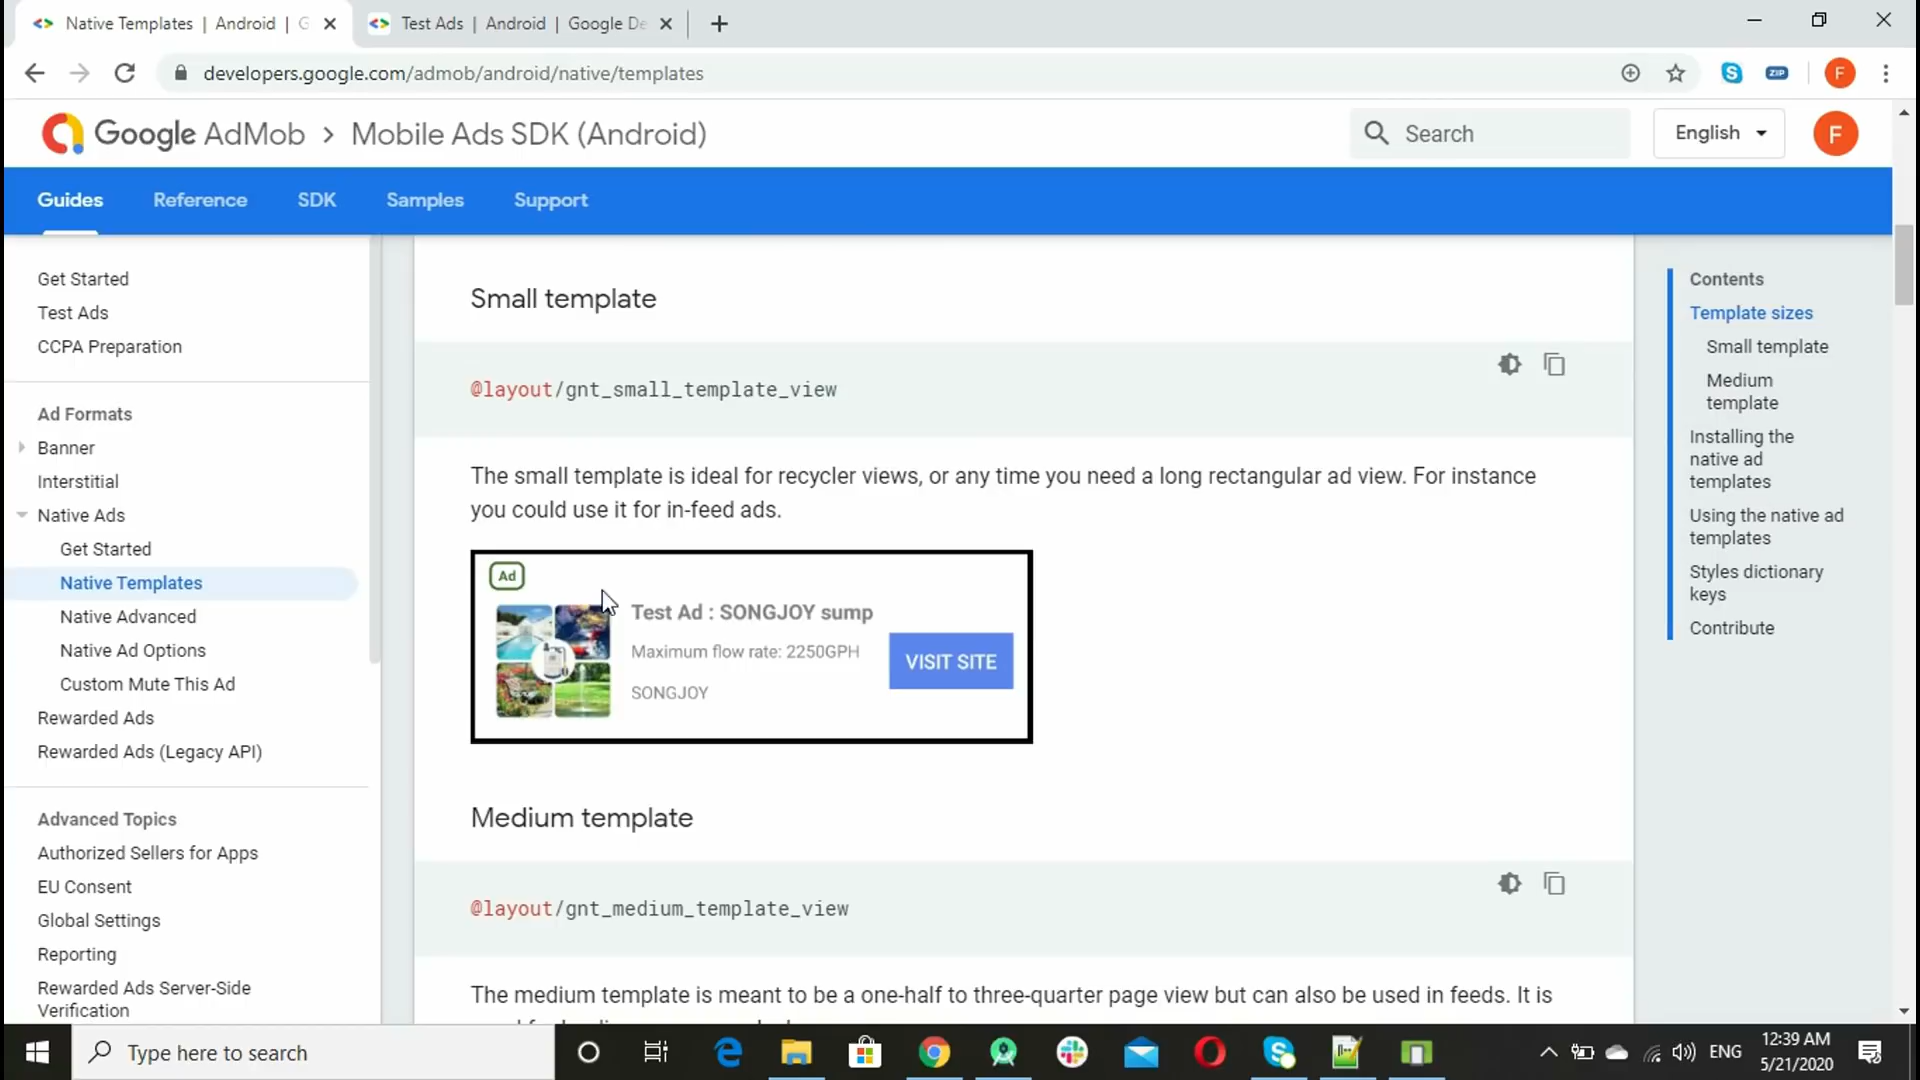 Native Templates | Android | G
Test Ads | Android | Google De
developers.google.com/admob/android/native/templates
ZIP
F
Google AdMob > Mobile Ads SDK (Android)
Search
English
F
Guides
Reference
SDK
Samples
Support
Get Started
Test Ads
CCPA Preparation
Ad Formats
Banner
Interstitial
Native Ads
Get Started
Native Templates
Native Advanced
Native Ad Options
Custom Mute This Ad
Rewarded Ads
Rewarded Ads (Legacy API)
Advanced Topics
Authorized Sellers for Apps
EU Consent
Global Settings
Reporting
Rewarded Ads Server-Side
Verification
Small template
@layout/gnt_small_template_view
The small template is ideal for recycler views, or any time you need a long rectangular ad view. For instance
you could use it for in-feed ads.
Ad
Test Ad : SONGJOY sump
Maximum flow rate: 2250GPH
SONGJOY
VISIT SITE
Medium template
@layout/gnt_medium_template_view
The medium template is meant to be a one-half to three-quarter page view but can also be used in feeds. It is
Contents
Template sizes
Small template
Medium
template
Installing the
native ad
templates
Using the native ad
templates
Styles dictionary
keys
Contribute
Type here to search
ENG
12:39 AM
5/21/2020